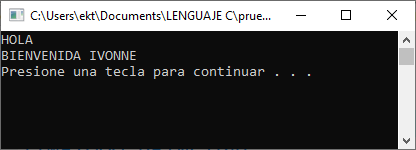 C:\Users\ekt\Documents\LENGUAJE C\prue...
HOLA
BIENVENIDA IVONNE
Presione una tecla para continuar . . .